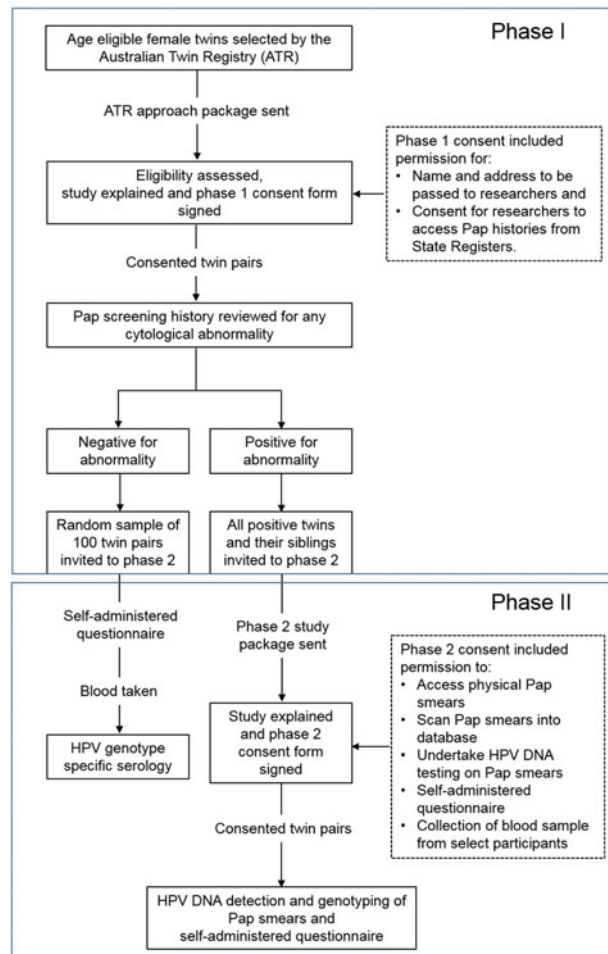 Phase I
Age eligible female twins selected by the
Australian Twin Registry (ATR)
ATR approach package sent
Eligibility assessed,
study explained and phase 1 consent form
signed
Phase 1 consent included
permission for:
• Name and address to be
passed to researchers and
• Consent for researchers to
access Pap histories from
State Registers.
Consented twin pairs
Pap screening history reviewed for any
cytological abnormality
Negative for
abnormality
Positive for
abnormality
Random sample of
100 twin pairs
invited to phase 2
All positive twins
and their siblings
invited to phase 2
Phase II
Self-administered
questionnaire
Blood taken
HPV genotype
specific serology
Phase 2 study
package sent
Study explained
and phase 2
consent form
signed
Phase 2 consent included
permission to:
• Access physical Pap
smears
• Scan Pap smears into
database
• Undertake HPV DNA
testing on Pap smears
• Self-administered
questionnaire
• Collection of blood sample
from select participants
Consented twin pairs
HPV DNA detection and genotyping of
Pap smears and
self-administered questionnaire